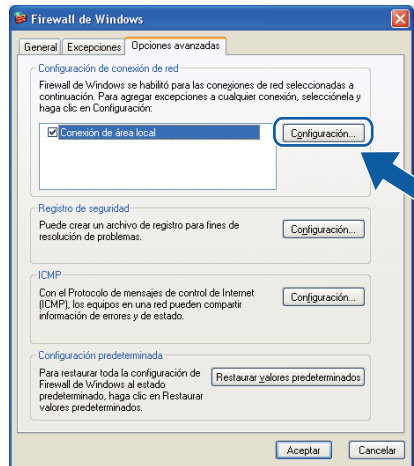 Firewall de Windows
General Excepciones Opciones avanzadas
Configuración de conexión de red
Firewall de Windows se habilitó para las conexiones de red seleccionadas a
continuación. Para agregar excepciones a cualquier conexión, selecciónela y
haga clic en Configuración:
Conexión de área local
Configuración...
Registro de seguridad
Puede crear un archivo de registro para fines de
resolución de problemas.
Configuración...
ICMP
Con el Protocolo de mensajes de control de Internet
(ICMP), los equipos en una red pueden compartir
información de errores y de estado.
Configuración...
Configuración predeterminada
Para restaurar toda la configuración de
Firewall de Windows al estado
predeterminado, haga clic en Restaurar
valores predeterminados.
Restaurar valores predeterminados
Aceptar Cancelar